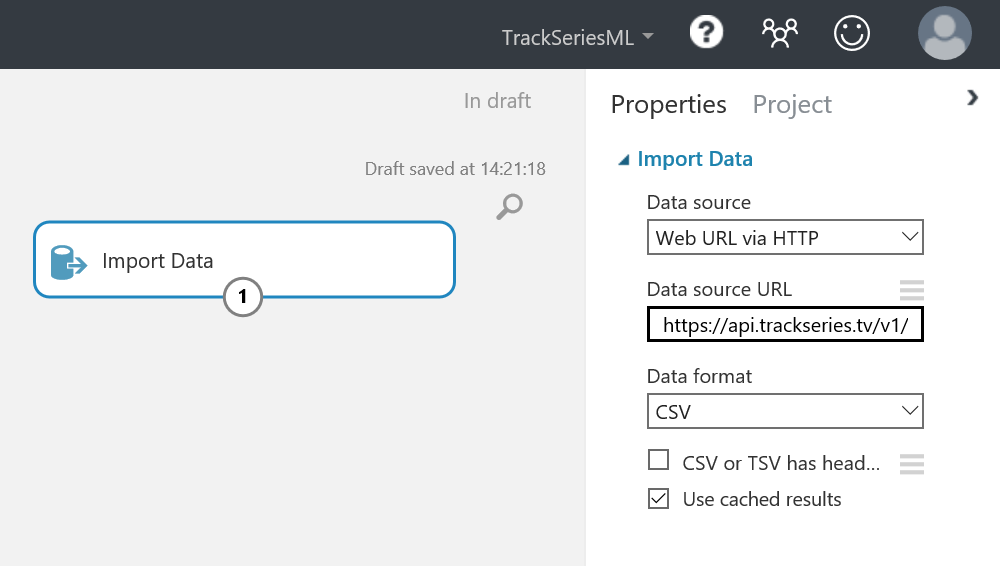 TrackSeriesML
?
In draft
Draft saved at 14:21:18
Import Data
1
Properties
Project
Import Data
Data source
Web URL via HTTP
Data source URL
https://api.trackseries.tv/v1/
Data format
CSV
CSV or TSV has head...
Use cached results